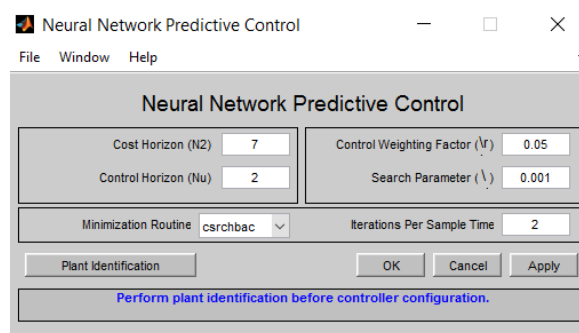 Neural Network Predictive Control
File Window Help
Neural Network Predictive Control
Cost Horizon (N2) 7 Control Weighting Factor (\r) 0.05
Control Horizon (Nu) 2 Search Parameter (\) 0.001
Minimization Routine csrchbac Iterations Per Sample Time 2
Plant Identification OK Cancel Apply
Perform plant identification before controller configuration.